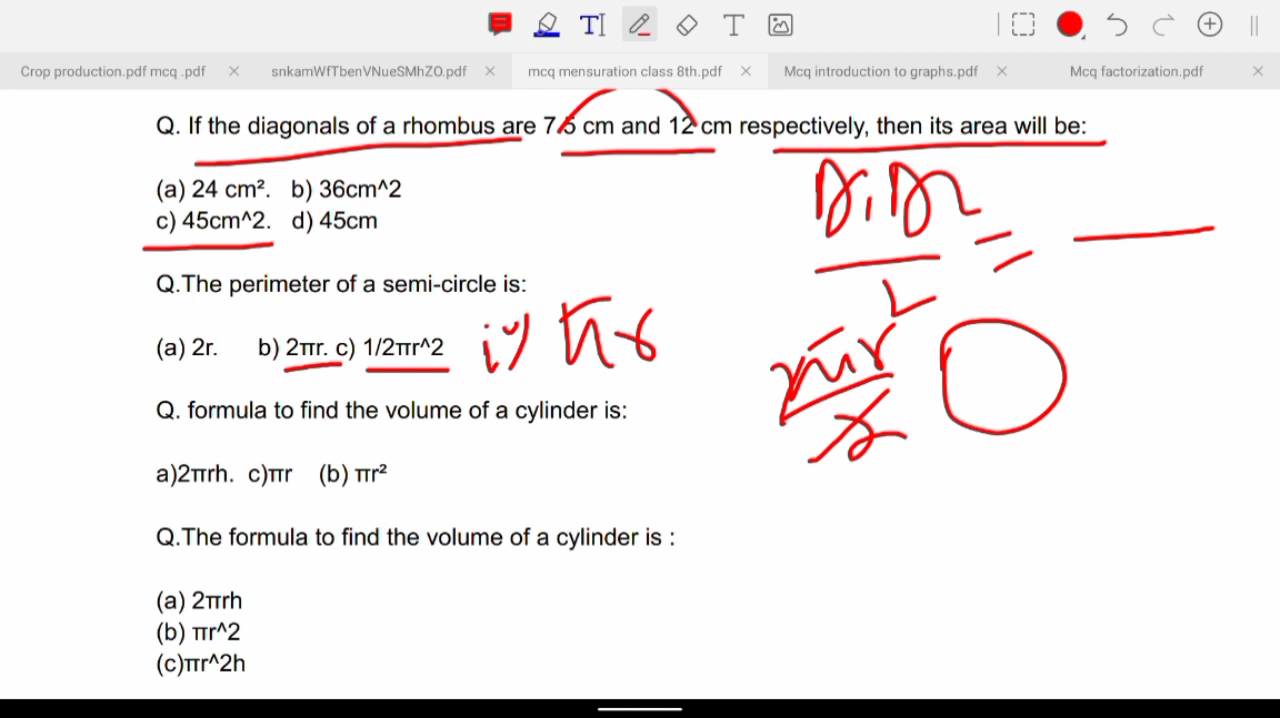 TI T
Crop production.pdf mcq .pdf snkamWfTbenVNueSMhZO.pdf mcq mensuration class 8th.pdf Mcq introduction to graphs.pdf Mcq factorization.pdf
Q. If the diagonals of a rhombus are 7.5 cm and 12 cm respectively, then its area will be:
(a) 24 cm². b) 36cm^2
c) 45cm^2. d) 45cm
D1D2
2
=
Q.The perimeter of a semi-circle is:
(a) 2r. b) 2πr. c) 1/2πr^2 πr
Q. formula to find the volume of a cylinder is:
a)2πrh. c)πr (b) πr²
Q.The formula to find the volume of a cylinder is :
(a) 2πrh
(b) πr^2
(c)πr^2h